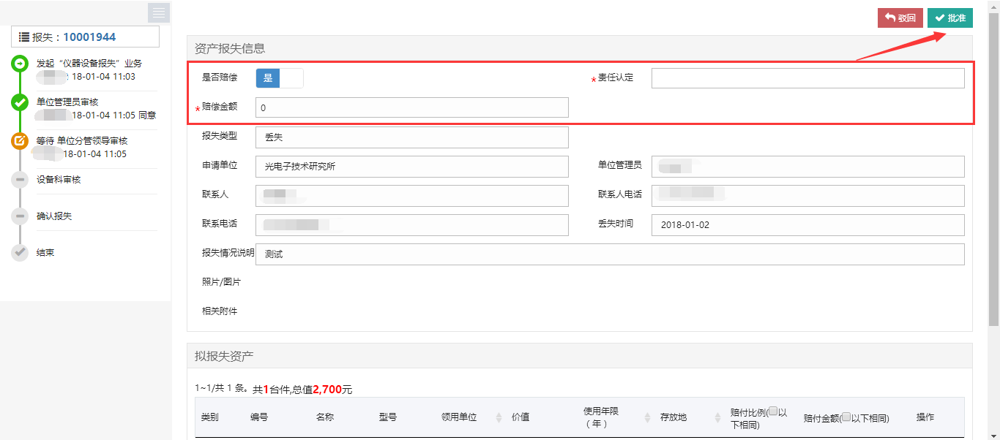 驳回 批准
报失：10001944
发起“仪器设备报失”业务
18-01-04 11:03
单位管理员审核
18-01-04 11:05 同意
等待 单位分管领导审核
18-01-04 11:05
设备科审核
确认报失
结束
资产报失信息
是否赔偿 是 *责任认定
*赔偿金额 0
报失类型 丢失
申请单位 光电子技术研究所 单位管理员
联系人 联系人电话
联系电话 丢失时间 2018-01-02
报失情况说明 测试
照片/图片
相关附件
拟报失资产
1~1/共 1 条。共1台件,总值2,700元
类别 编号 名称 型号 领用单位 价值 使用年限（年） 存放地 赔付比例(以下相同) 赔付金额(以下相同) 操作